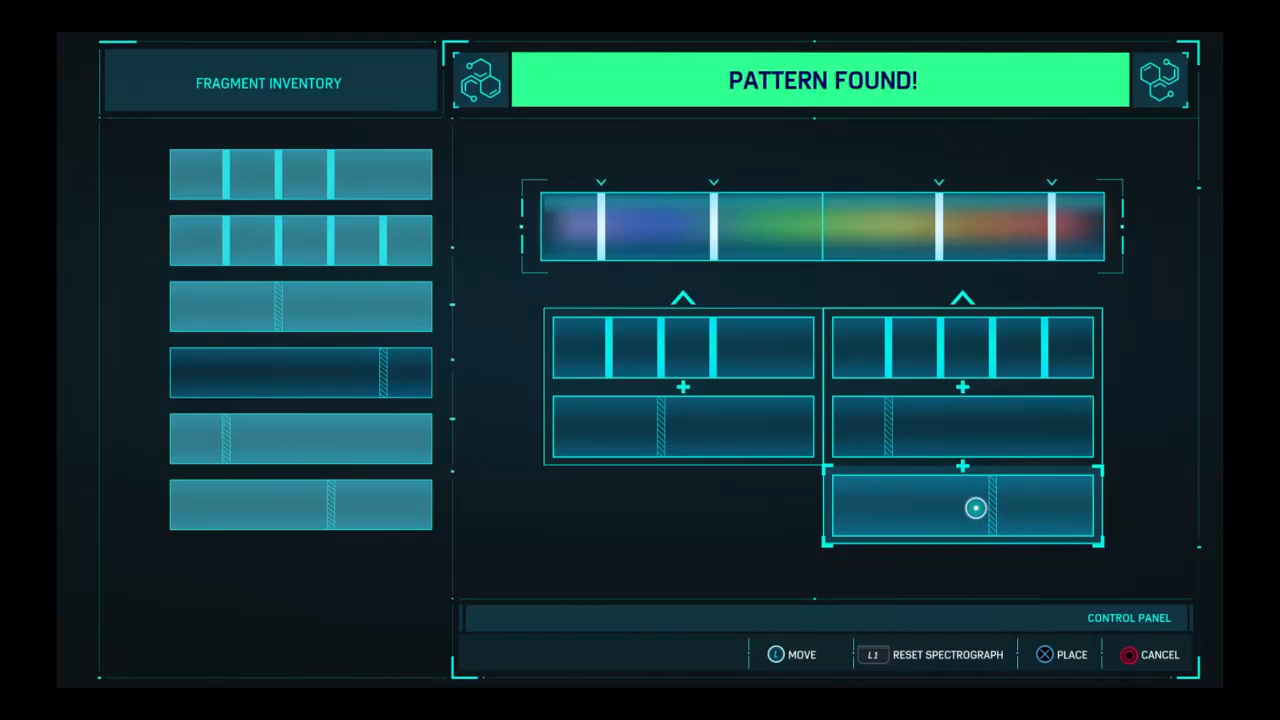 FRAGMENT INVENTORY
PATTERN FOUND!
CONTROL PANEL
L MOVE
L1 RESET SPECTROGRAPH
PLACE
CANCEL